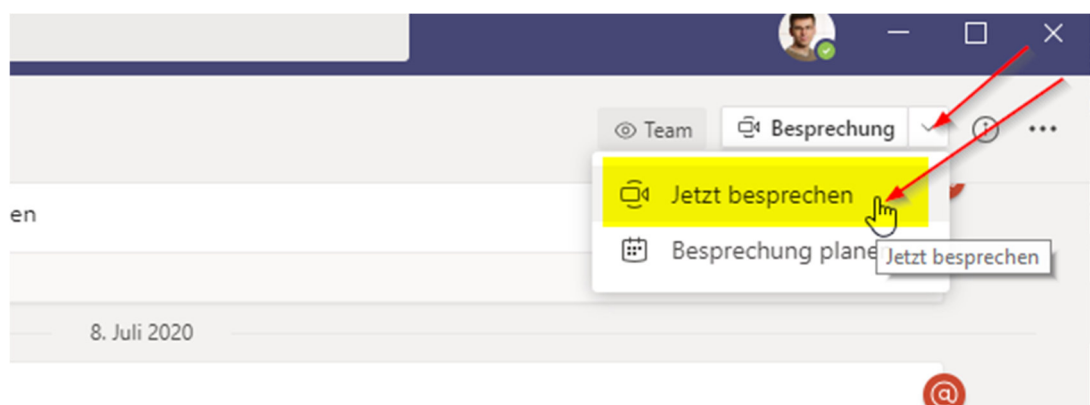 Team
Besprechung
Jetzt besprechen
en
Besprechung plane
Jetzt besprechen
8. Juli 2020
@